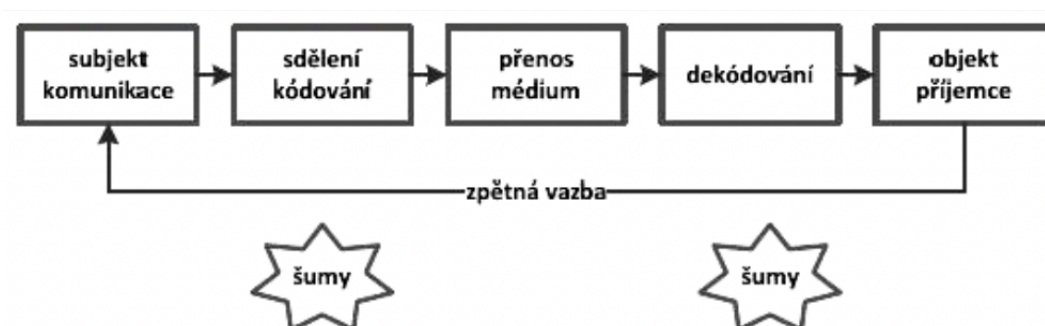 subjekt
komunikace
sdělení
kódování
přenos
médium
dekódování
objekt
příjemce
zpětná vazba
šumy
šumy